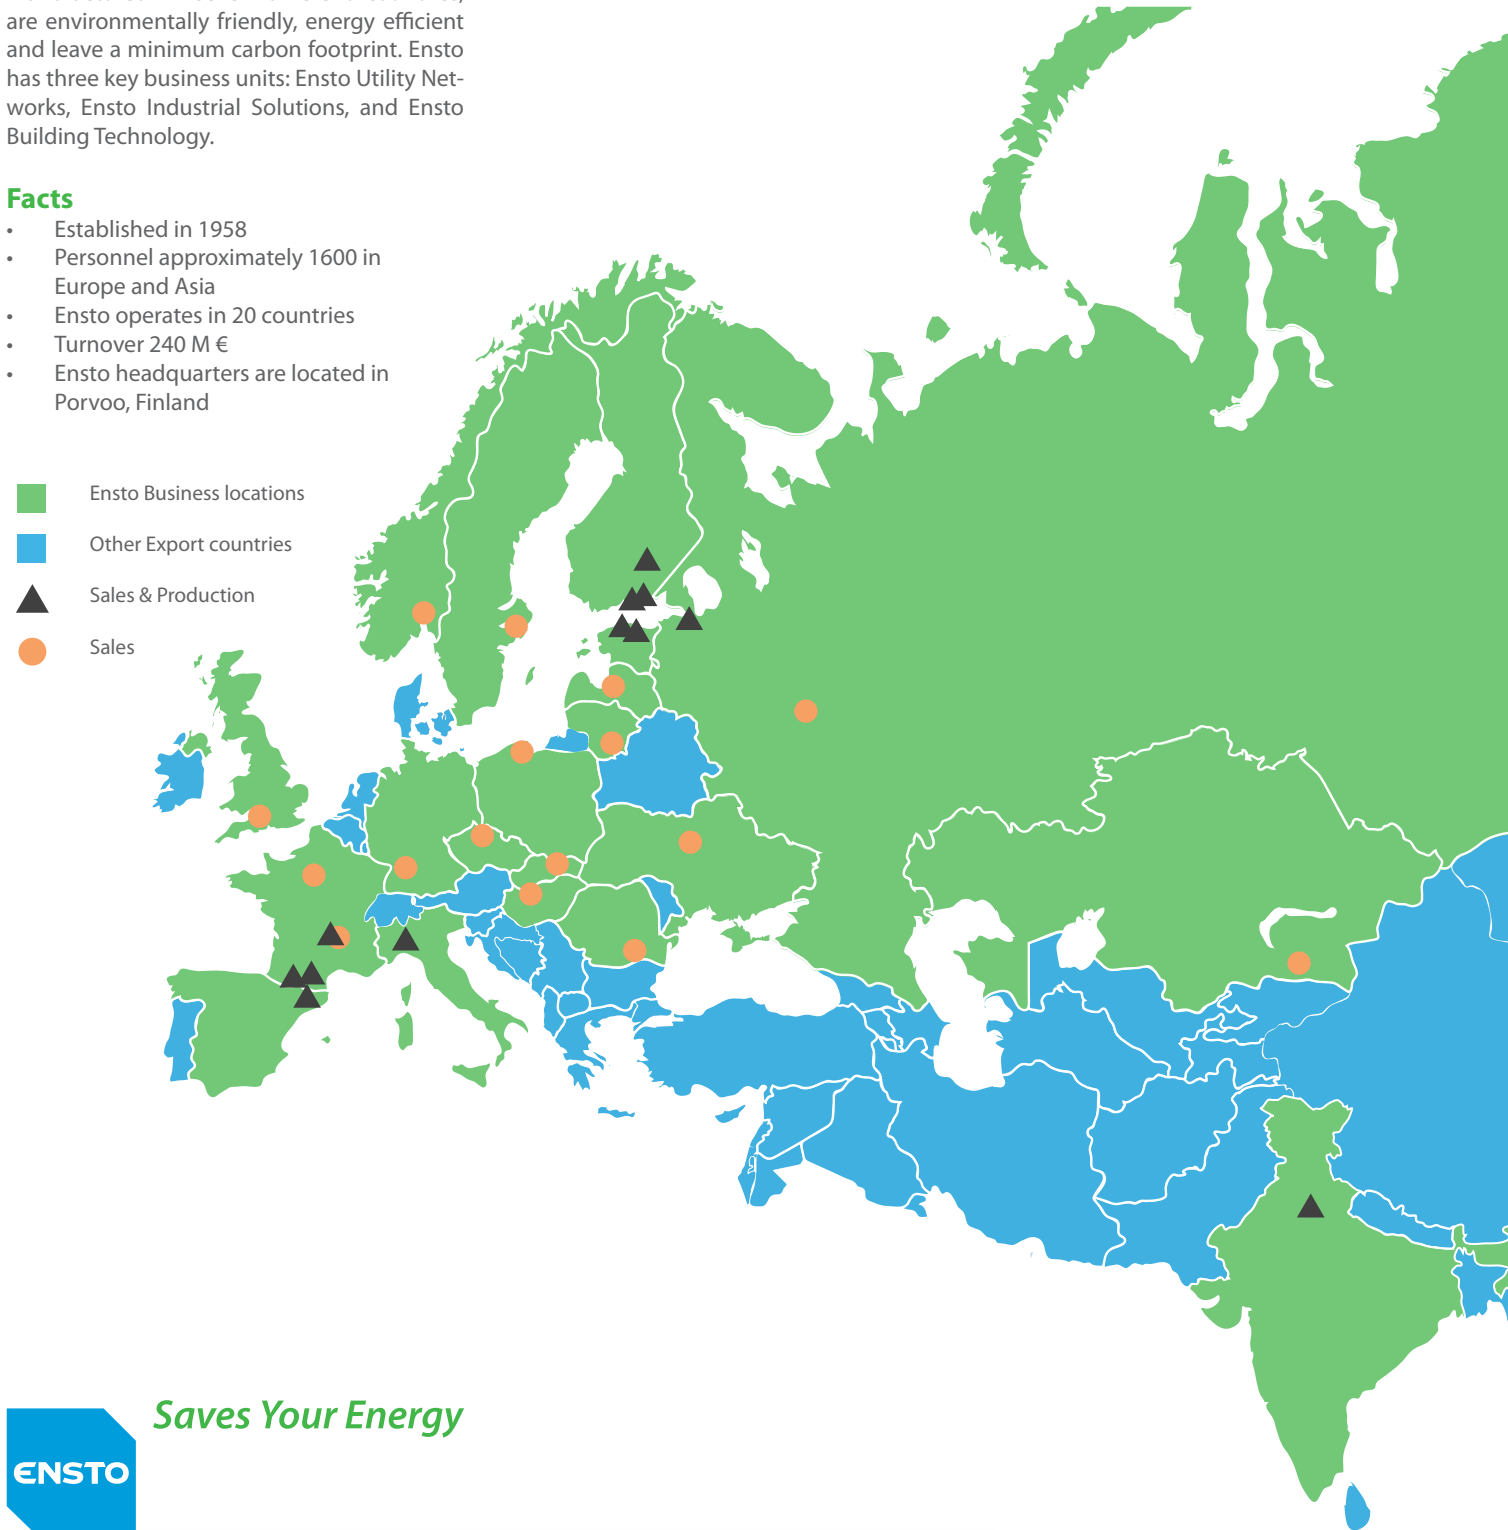 are environmentally friendly, energy efficient
and leave a minimum carbon footprint. Ensto
has three key business units: Ensto Utility Net-
works, Ensto Industrial Solutions, and Ensto
Building Technology.
Facts
• Established in 1958
• Personnel approximately 1600 in
Europe and Asia
• Ensto operates in 20 countries
• Turnover 240 M €
• Ensto headquarters are located in
Porvoo, Finland
Ensto Business locations
Other Export countries
Sales & Production
Sales
Saves Your Energy
ENSTO